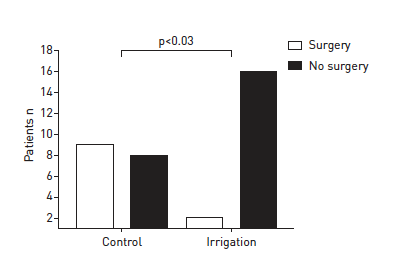 p<0.03
Surgery
No surgery
Patients n
18
16
14
12
10
8
6
4
2
Control
Irrigation